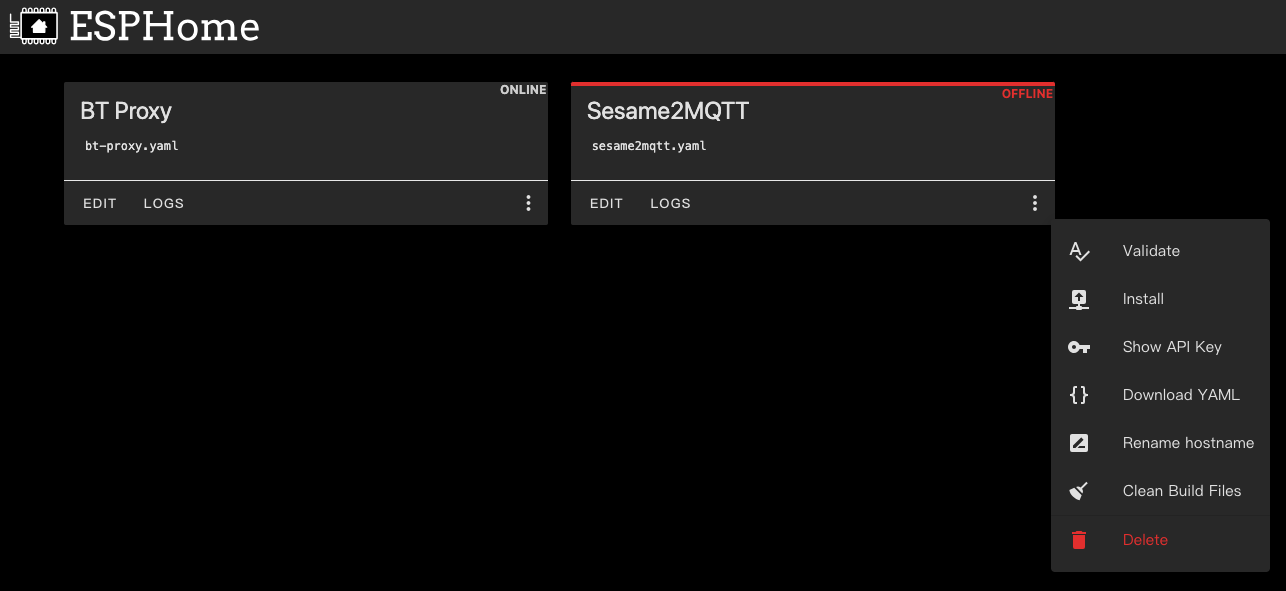 ESPHome
ONLINE
BT Proxy
bt-proxy.yaml
EDIT LOGS
OFFLINE
Sesame2MQTT
sesame2mqtt.yaml
EDIT LOGS
Validate
Install
Show API Key
Download YAML
Rename hostname
Clean Build Files
Delete